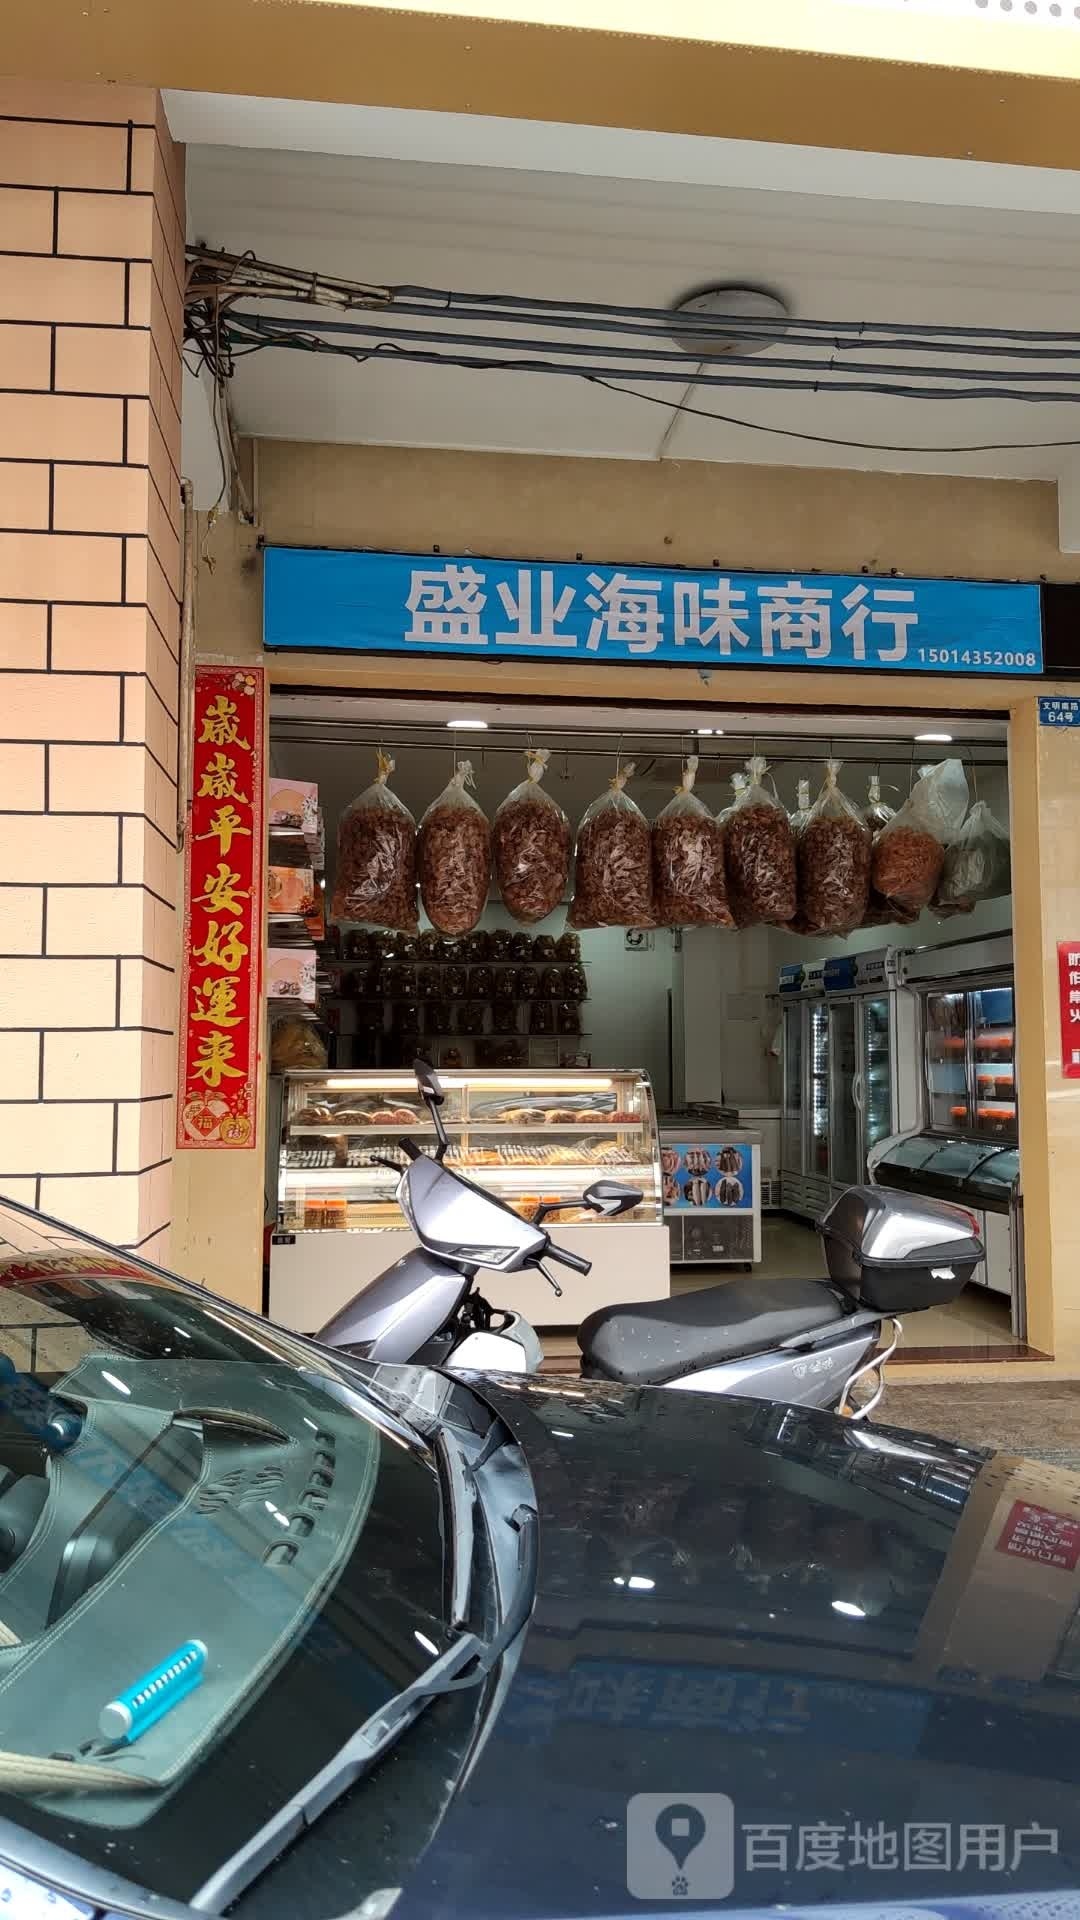 盛业海味商行
15014352008
文明南路
64号
歲歲平安好運来
福
百度地图用户